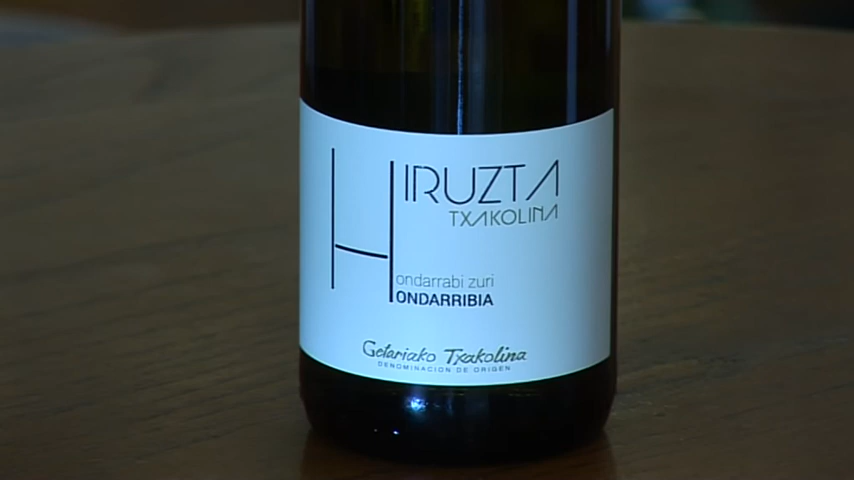 HIRUZTA
TXAKOLINA
Hondarrabi zuri
HONDARRIBIA
Getariako Txakolina
DENOMINACION DE ORIGEN